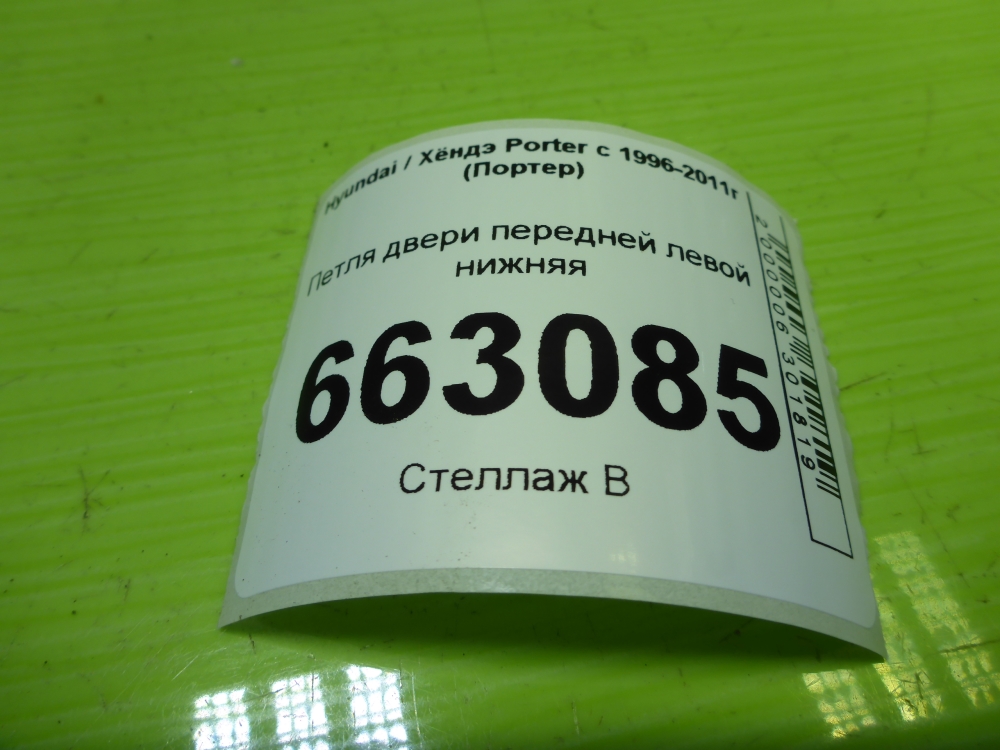 Hyundai / Хёндэ Porter с 1996-2011г
(Портер)
Петля двери передней левой
нижняя
663085
Стеллаж В
2000006301819